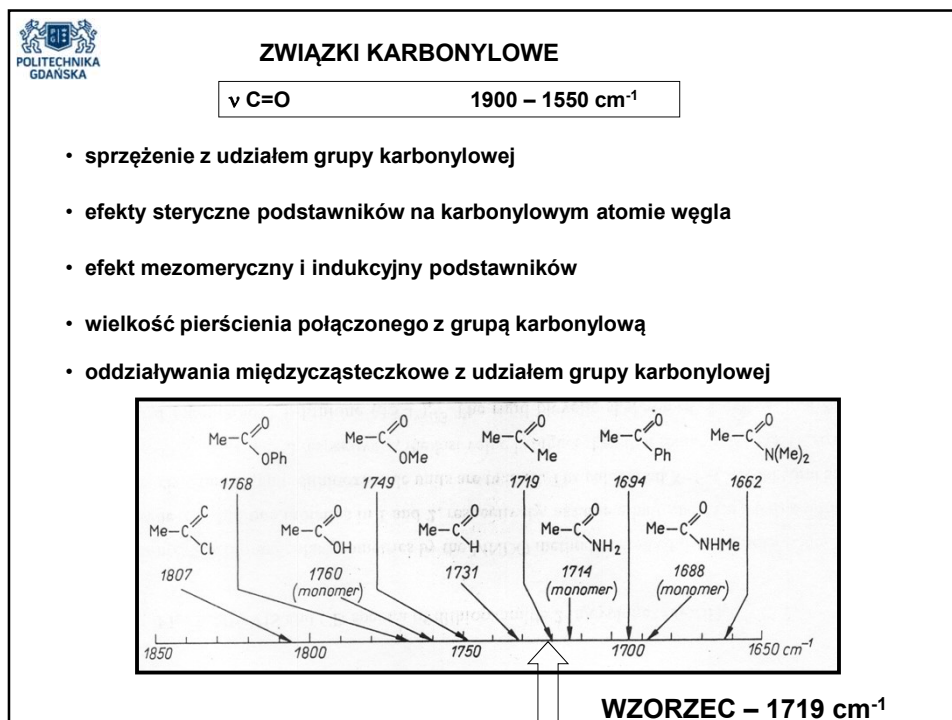 POLITECHNIKA
GDAŃSKA
ZWIĄZKI KARBONYLOWE
ν C=O 1900 – 1550 cm-1
• sprzężenie z udziałem grupy karbonylowej
• efekty steryczne podstawników na karbonylowym atomie węgla
• efekt mezomeryczny i indukcyjny podstawników
• wielkość pierścienia połączonego z grupą karbonylową
• oddziaływania międzycząsteczkowe z udziałem grupy karbonylowej
Me–C O OPh Me–C O OMe Me–C O Me Me–C O Ph Me–C O N(Me)2
1768 1749 1719 1694 1662
Me–C C Cl Me–C O OH Me–C O H Me–C O NH2 Me–C O NHMe
1807 1760 1731 1714 1688
(monomer) (monomer) (monomer)
1850 1800 1750 1700 1650 cm–1
WZORZEC – 1719 cm-1